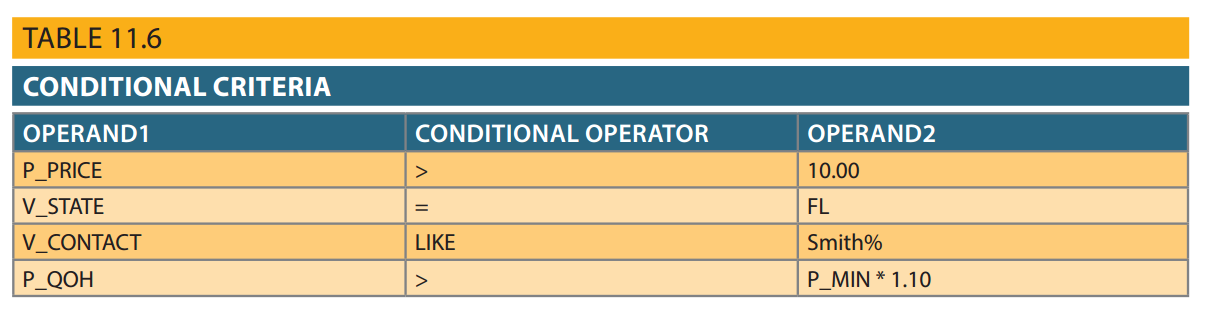 TABLE 11.6
CONDITIONAL CRITERIA
OPERAND1 CONDITIONAL OPERATOR OPERAND2
P_PRICE > 10.00
V_STATE = FL
V_CONTACT LIKE Smith%
P_QOH > P_MIN * 1.10